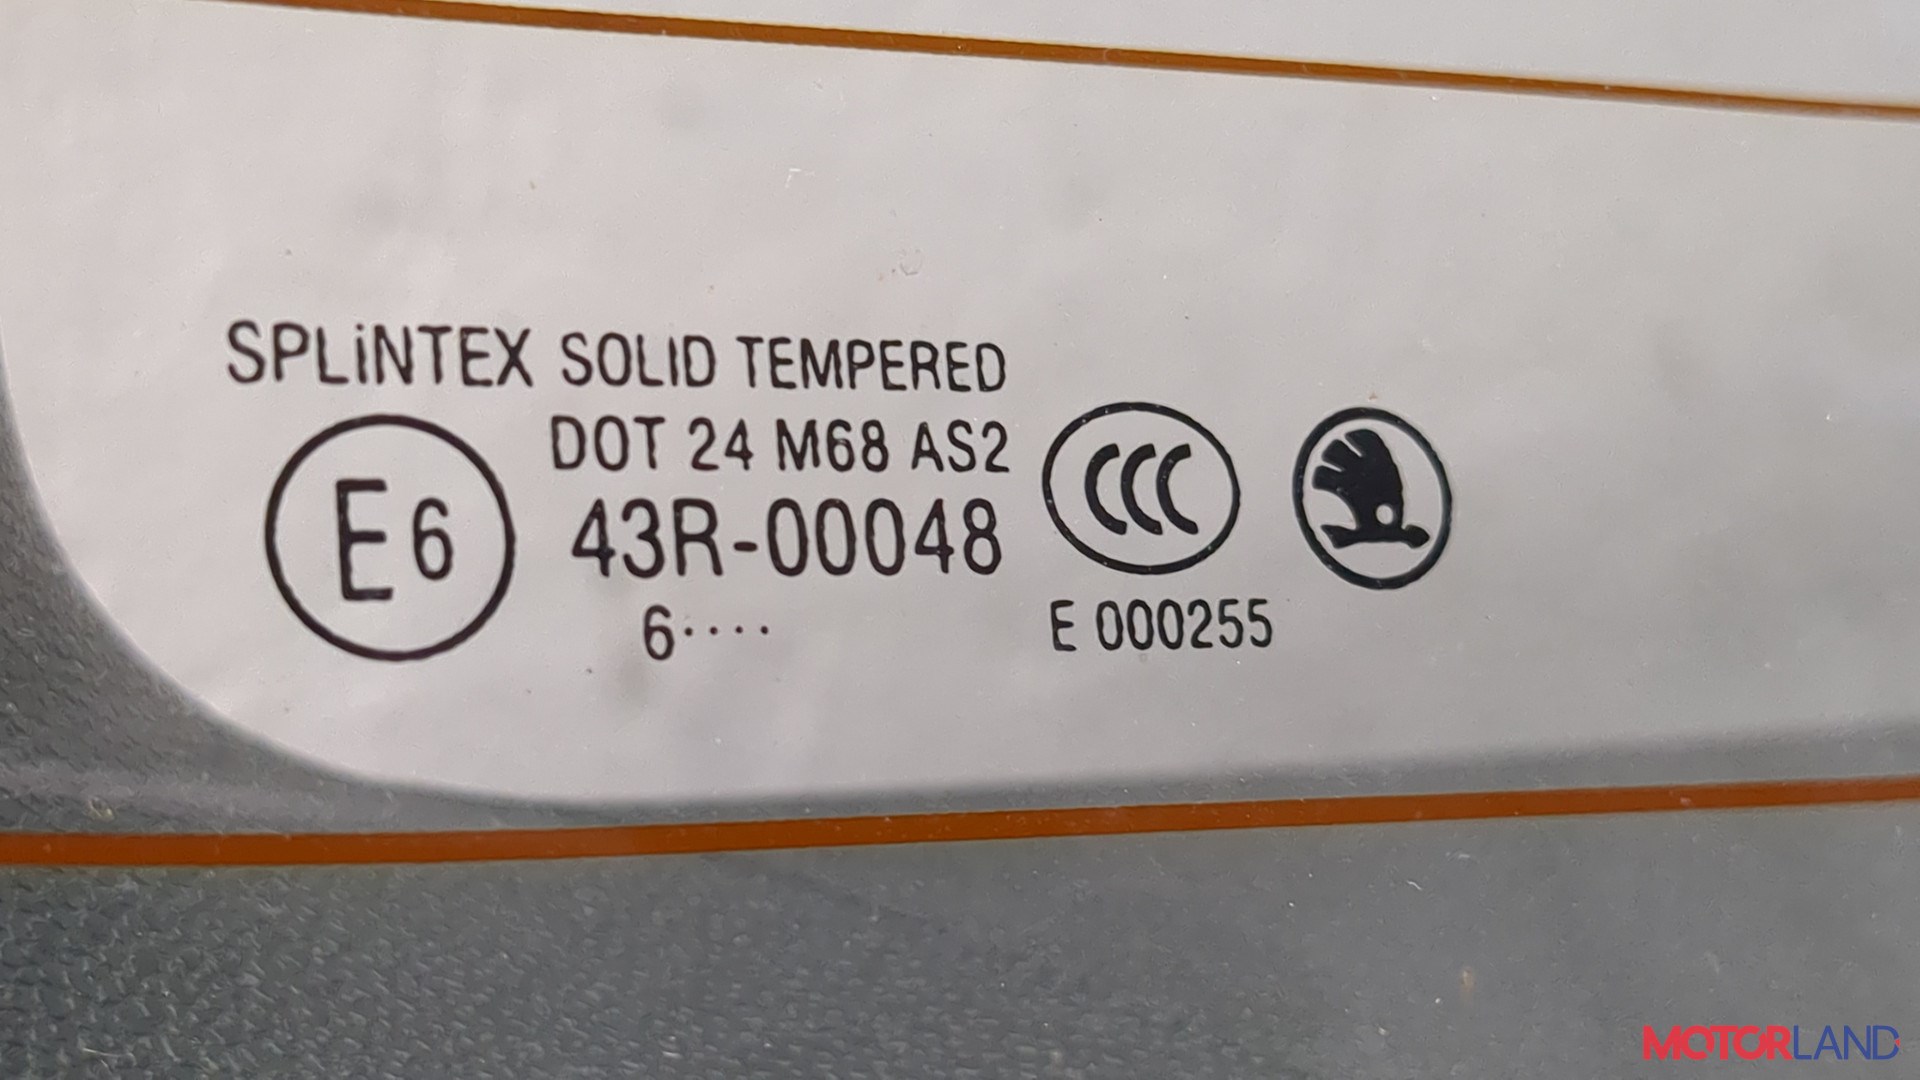 SPLiNTEX SOLID TEMPERED
DOT 24 M68 AS2
E6 43R-00048
CCC
6····
E 000255
MOTORLAND